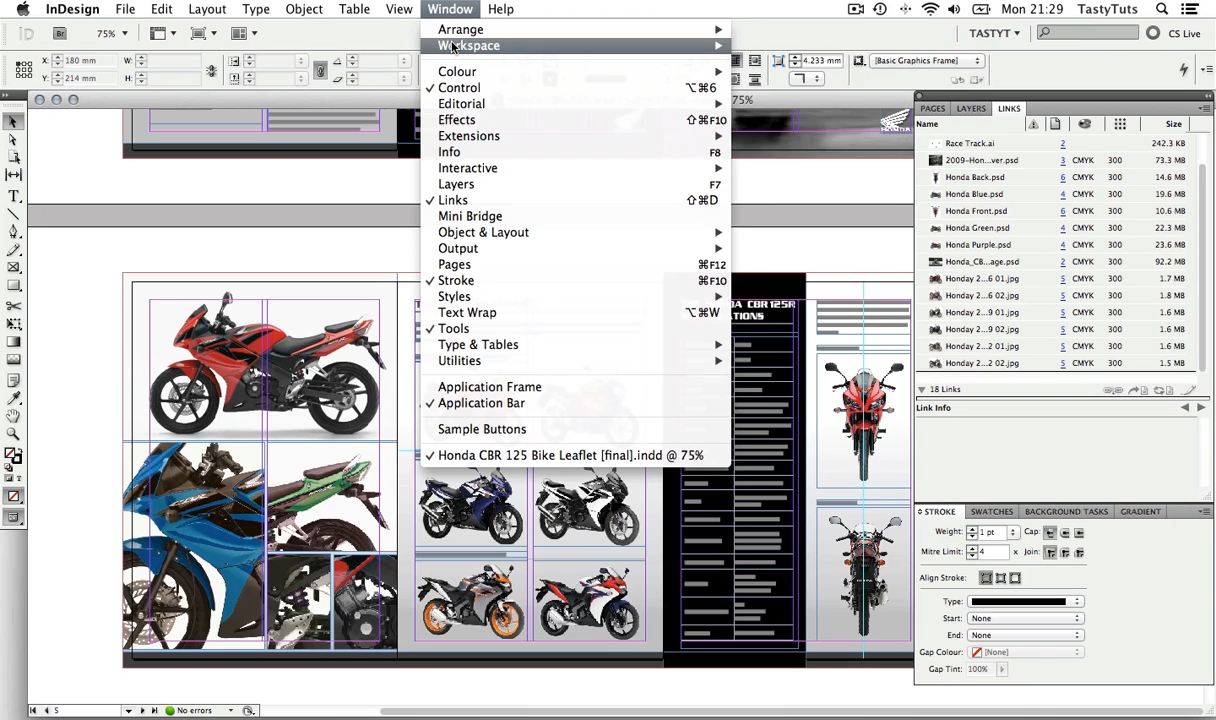 InDesign File Edit Layout Type Object Table View Window Help Mon 21:29 TastyTuts
Br 75% TASTYT CS Live
X: 180 mm W: 4.233 mm [Basic Graphics Frame]
Y: 214 mm H:
75%
Arrange
Workspace
Colour
Control ⌥⌘6
Editorial
Effects ⇧⌘F10
Extensions
Info F8
Interactive
Layers F7
Links ⇧⌘D
Mini Bridge
Object & Layout
Output
Pages ⌘F12
Stroke ⌘F10
Styles
Text Wrap ⌥⌘W
Tools
Type & Tables
Utilities
Application Frame
Application Bar
Sample Buttons
Honda CBR 125 Bike Leaflet [final].indd @ 75%
PAGES LAYERS LINKS
Name Size
Race Track.ai 2 242.3 KB
2009-Hon...ver.psd 3 CMYK 300 73.3 MB
Honda Back.psd 6 CMYK 300 14.6 MB
Honda Blue.psd 4 CMYK 300 19.6 MB
Honda Front.psd 6 CMYK 300 10.6 MB
Honda Green.psd 4 CMYK 300 22.3 MB
Honda Purple.psd 4 CMYK 300 23.6 MB
Honda_CB...age.psd 2 CMYK 300 92.2 MB
Honday 2...6 01.jpg 5 CMYK 300 1.7 MB
Honday 2...6 02.jpg 5 CMYK 300 1.8 MB
Honday 2...9 01.jpg 5 CMYK 300 1.4 MB
Honday 2...9 02.jpg 5 CMYK 300 1.4 MB
Honday 2...2 01.jpg 5 CMYK 300 1.6 MB
Honday 2...2 02.jpg 5 CMYK 300 1.5 MB
18 Links
Link Info
STROKE SWATCHES BACKGROUND TASKS GRADIENT
Weight: 1 pt Cap:
Mitre Limit: 4 x Join:
Align Stroke:
Type:
Start: None
End: None
Gap Colour: [None]
Gap Tint: 100%
DA CBR 125R
ATIONS
HONDA
5 No errors